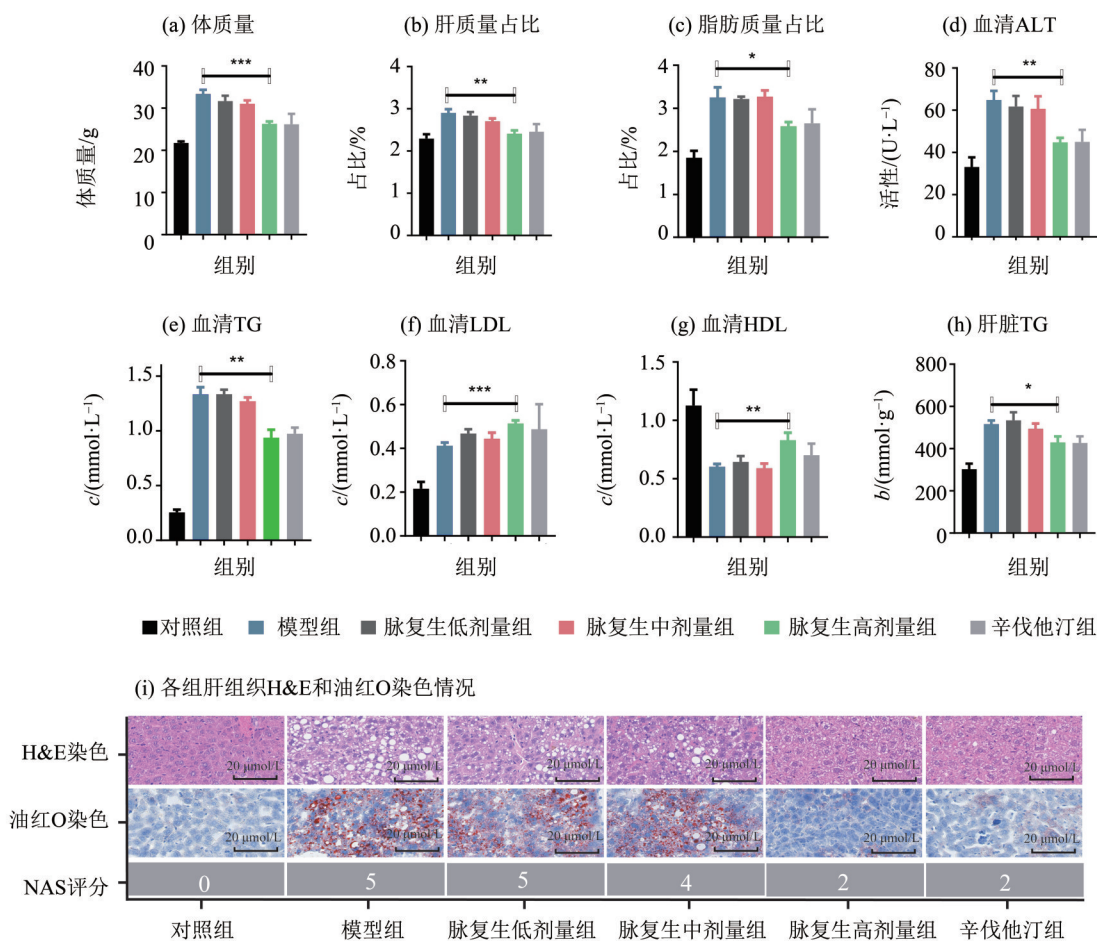 (a) 体质量
(b) 肝质量占比
(c) 脂肪质量占比
(d) 血清ALT
体质量/g
40
30
20
10
0
***
组别
占比/%
4
3
2
1
0
**
组别
占比/%
4
3
2
1
0
*
组别
活性/(U·L⁻¹)
80
60
40
20
0
**
组别
(e) 血清TG
(f) 血清LDL
(g) 血清HDL
(h) 肝脏TG
c/(mmol·L⁻¹)
1.5
1.0
0.5
0.0
**
组别
c/(mmol·L⁻¹)
0.8
0.6
0.4
0.2
0.0
***
组别
c/(mmol·L⁻¹)
1.5
1.0
0.5
0.0
**
组别
b/(mmol·g⁻¹)
800
600
400
200
0
*
组别
对照组 模型组 脉复生低剂量组 脉复生中剂量组 脉复生高剂量组 辛伐他汀组
(i) 各组肝组织H&E和油红O染色情况
H&E染色
20 μmol/L 20 μmol/L 20 μmol/L 20 μmol/L 20 μmol/L 20 μmol/L
油红O染色
20 μmol/L 20 μmol/L 20 μmol/L 20 μmol/L 20 μmol/L 20 μmol/L
NAS评分 0 5 5 4 2 2
对照组 模型组 脉复生低剂量组 脉复生中剂量组 脉复生高剂量组 辛伐他汀组